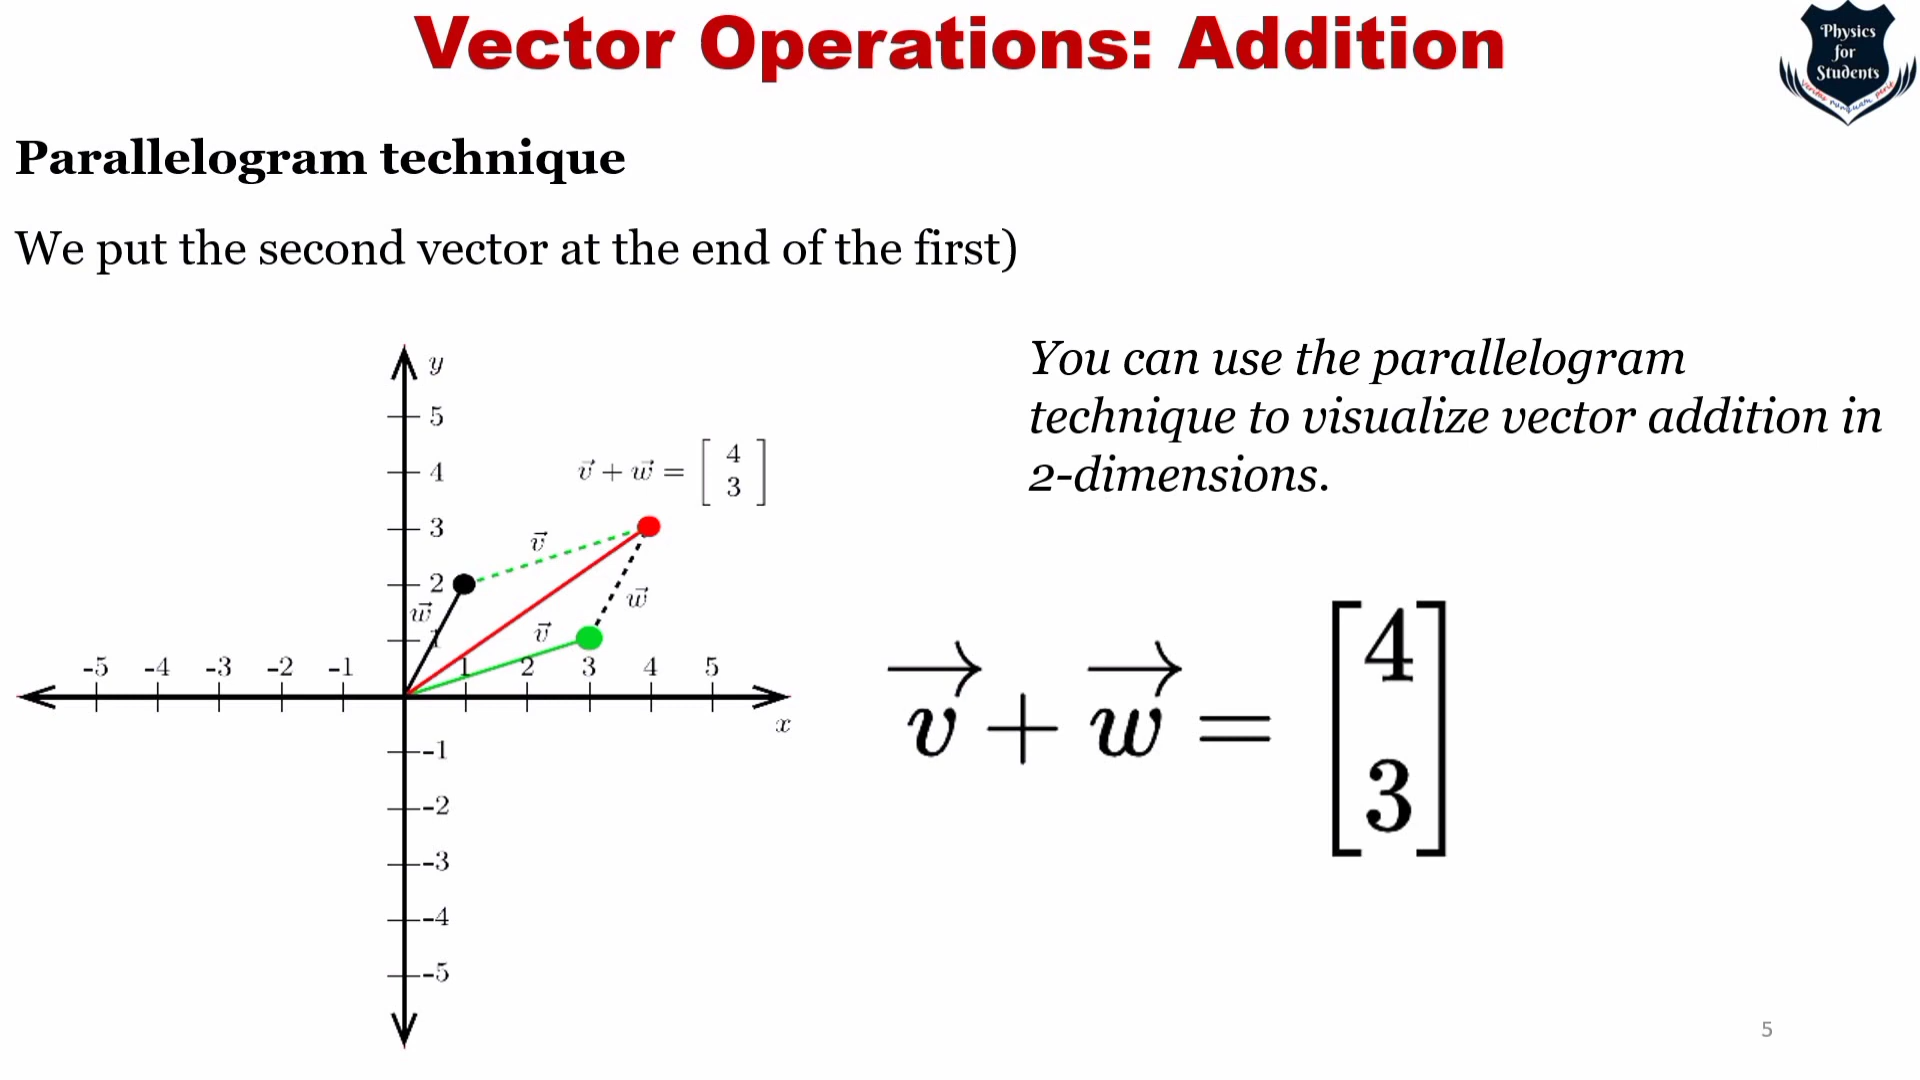 Vector Operations: Addition
Physics
for
Students
Parallelogram technique
We put the second vector at the end of the first)
You can use the parallelogram
technique to visualize vector addition in
2-dimensions.
y
5
4
3
2
1
v⃗ + w⃗ = [ 4
3 ]
v⃗
w⃗
w⃗
v⃗
-5 -4 -3 -2 -1 1 2 3 4 5
x
-1
-2
-3
-4
-5
v⃗ + w⃗ = [ 4
3 ]
5